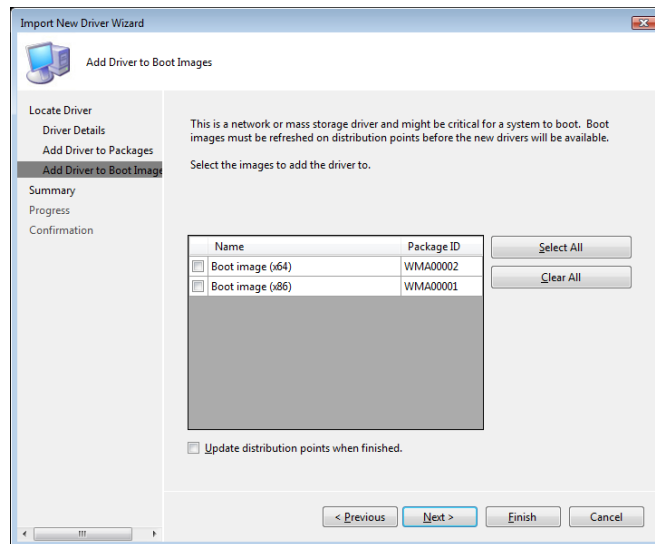 Import New Driver Wizard
Add Driver to Boot Images
Locate Driver
Driver Details
Add Driver to Packages
Add Driver to Boot Image
Summary
Progress
Confirmation
This is a network or mass storage driver and might be critical for a system to boot. Boot
images must be refreshed on distribution points before the new drivers will be available.
Select the images to add the driver to.
Name Package ID
Boot image (x64) WMA00002
Boot image (x86) WMA00001
Select All
Clear All
Update distribution points when finished.
< Previous Next > Finish Cancel